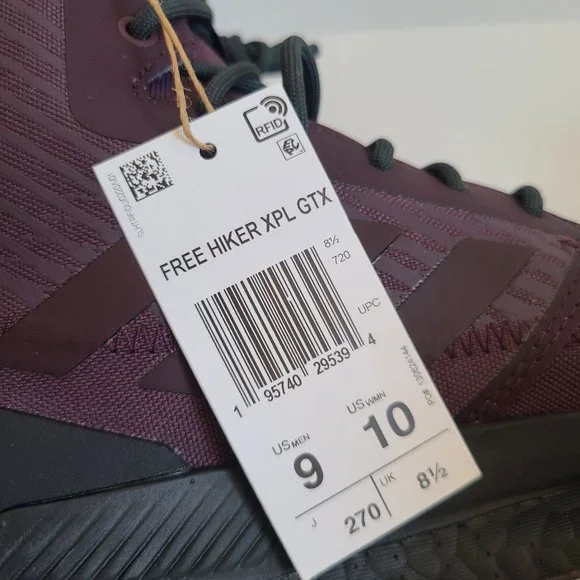 RFID
FREE HIKER XPL GTX
8½
720
UPC
1 95740 29539 4
US MEN
9
US WMN
10
J
270
UK
8½